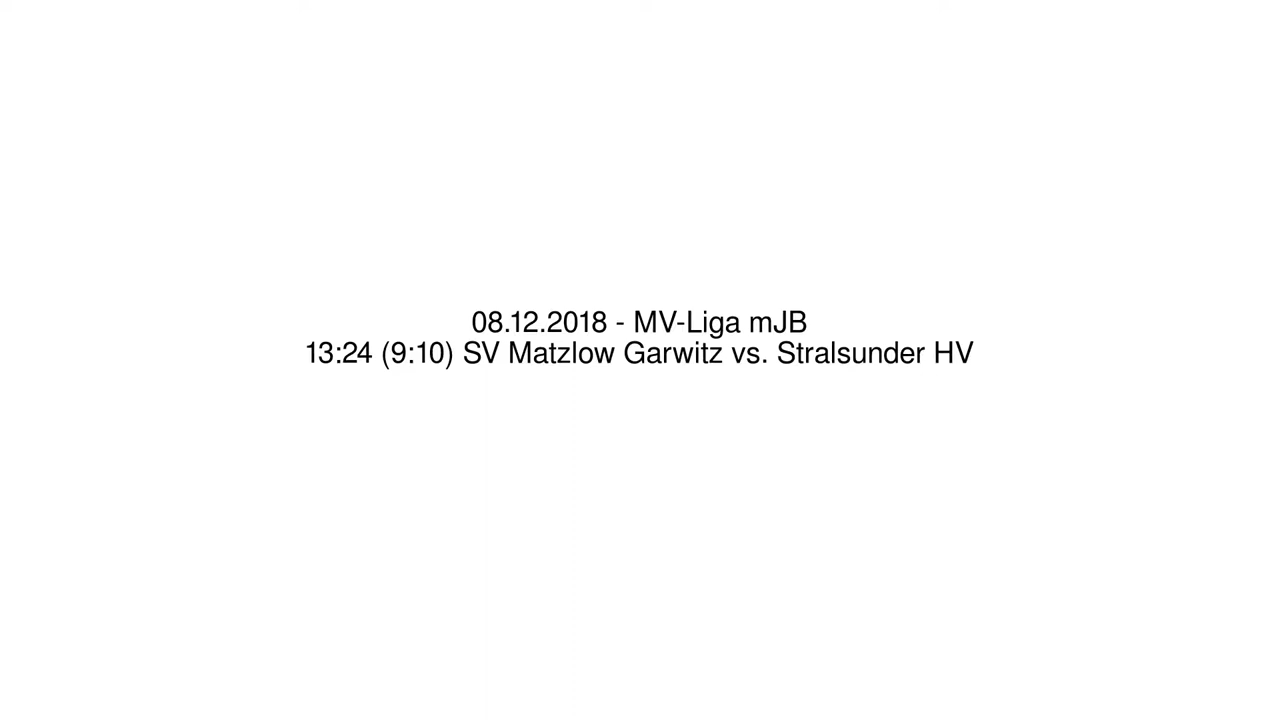 08.12.2018 - MV-Liga mJB
13:24 (9:10) SV Matzlow Garwitz vs. Stralsunder HV